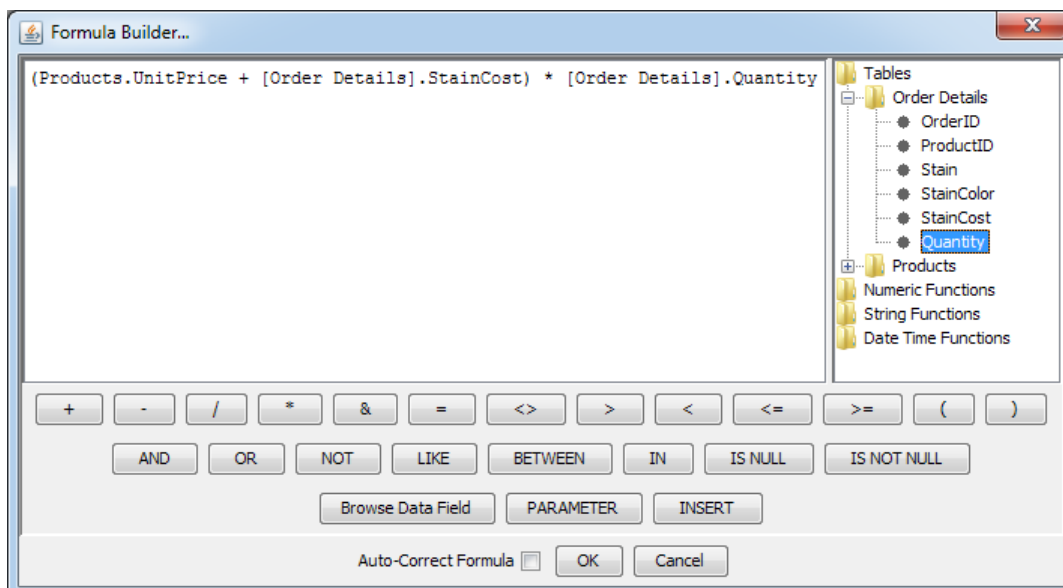 Formula Builder...
(Products.UnitPrice + [Order Details].StainCost) * [Order Details].Quantity
Tables
Order Details
OrderID
ProductID
Stain
StainColor
StainCost
Quantity
Products
Numeric Functions
String Functions
Date Time Functions
+ - / * & = <> > < <= >= ( )
AND OR NOT LIKE BETWEEN IN IS NULL IS NOT NULL
Browse Data Field PARAMETER INSERT
Auto-Correct Formula OK Cancel